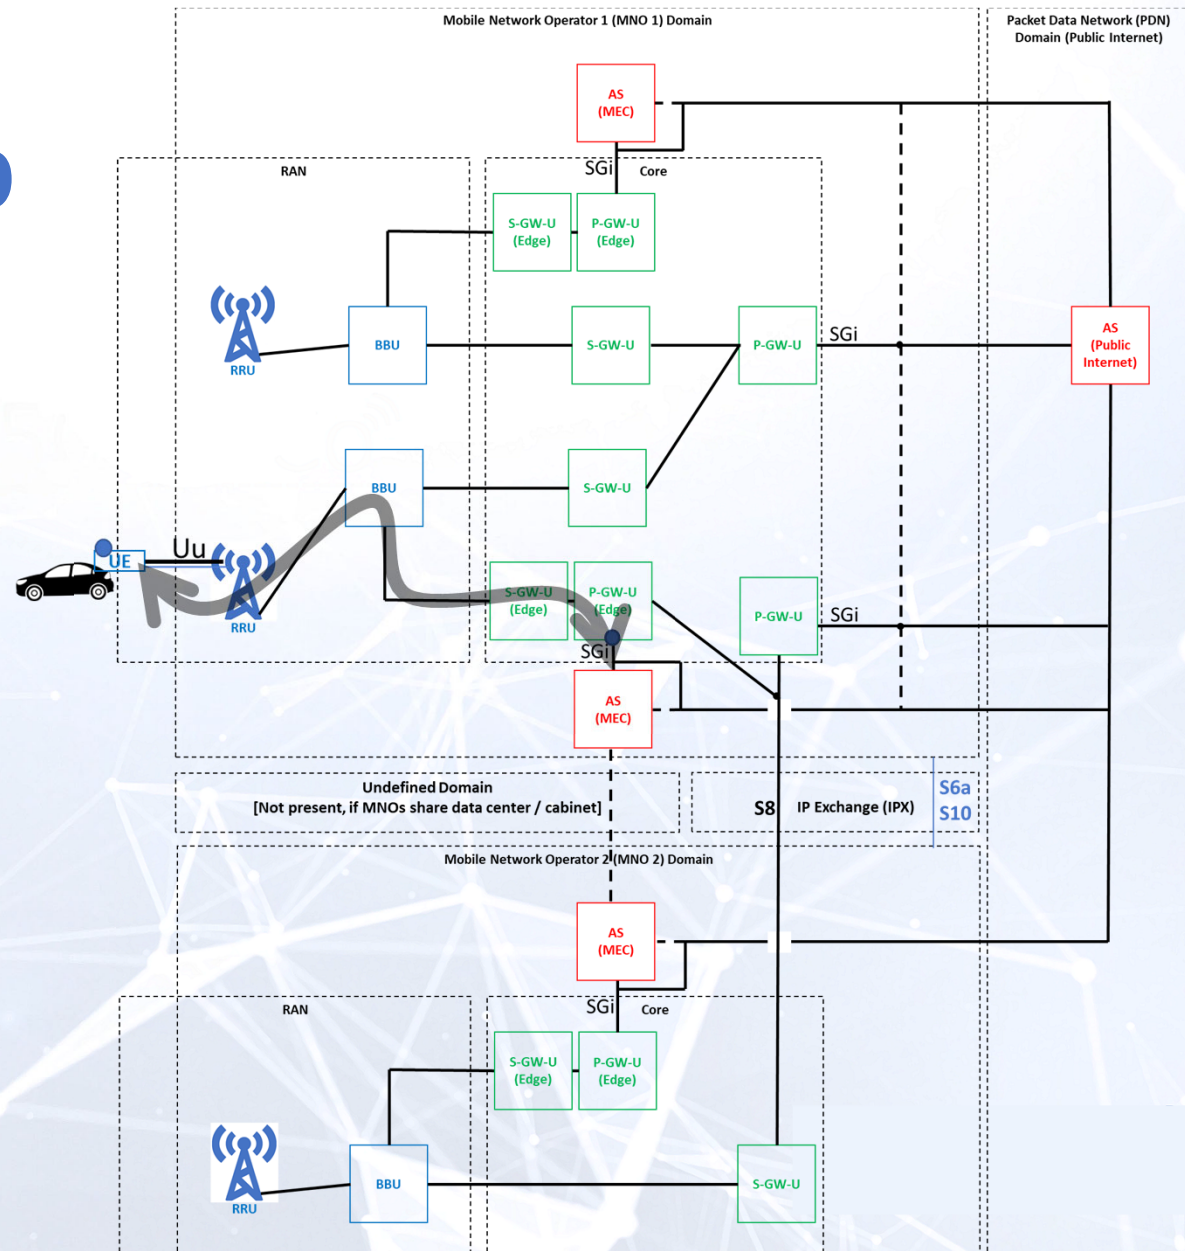 Mobile Network Operator 1 (MNO 1) Domain
Packet Data Network (PDN)
Domain (Public Internet)
AS
(MEC)
RAN
SGi
Core
S-GW-U
(Edge)
P-GW-U
(Edge)
RRU
BBU
S-GW-U
P-GW-U
SGi
AS
(Public
Internet)
BBU
S-GW-U
UE
Uu
RRU
S-GW-U
(Edge)
P-GW-U
(Edge)
P-GW-U
SGi
SGi
AS
(MEC)
Undefined Domain
[Not present, if MNOs share data center / cabinet]
S8
IP Exchange (IPX)
S6a
S10
Mobile Network Operator 2 (MNO 2) Domain
AS
(MEC)
RAN
SGi
Core
S-GW-U
(Edge)
P-GW-U
(Edge)
RRU
BBU
S-GW-U